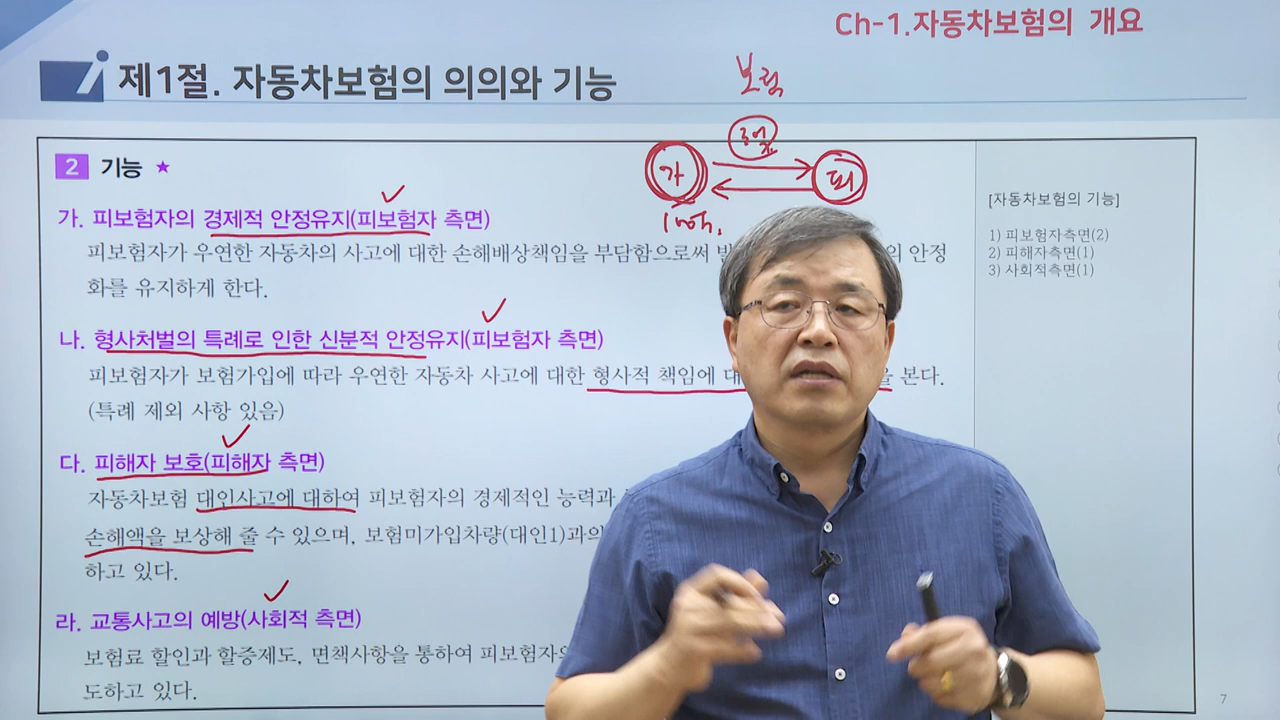 Ch-1.자동차보험의 개요
제1절. 자동차보험의 의의와 기능
보험
2 기능 ★
가
피
[자동차보험의 기능]
1) 피보험자측면(2)
2) 피해자측면(1)
3) 사회적측면(1)
가. 피보험자의 경제적 안정유지(피보험자 측면)
피보험자가 우연한 자동차의 사고에 대한 손해배상책임을 부담함으로써 의 안정
화를 유지하게 한다.
나. 형사처벌의 특례로 인한 신분적 안정유지(피보험자 측면)
피보험자가 보험가입에 따라 우연한 자동차 사고에 대한 형사적 책임에 본다.
(특례 제외 사항 있음)
다. 피해자 보호(피해자 측면)
자동차보험 대인사고에 대하여 피보험자의 경제적인 능력과
손해액을 보상해 줄 수 있으며, 보험미가입차량(대인1)과의
하고 있다.
라. 교통사고의 예방(사회적 측면)
보험료 할인과 할증제도, 면책사항을 통하여 피보험자
도하고 있다.
7